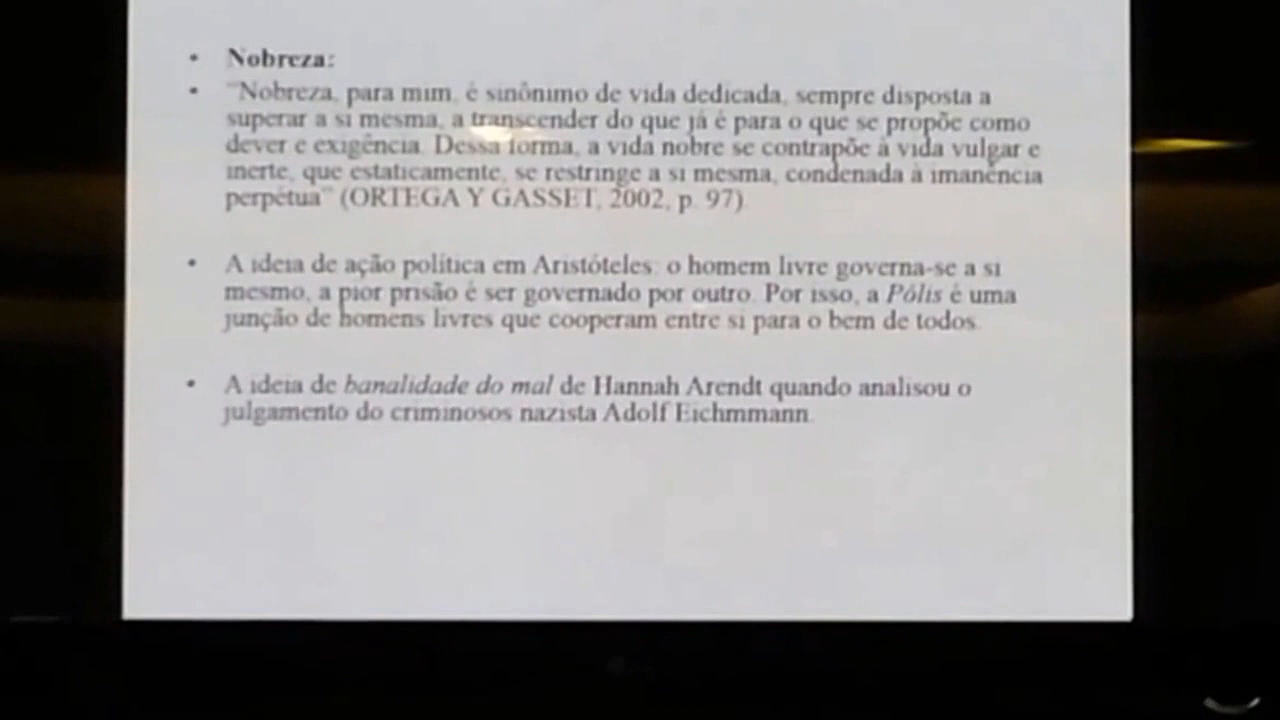 • Nobreza:
• "Nobreza, para mim, é sinônimo de vida dedicada, sempre disposta a
superar a si mesma, a transcender do que já é para o que se propõe como
dever e exigência. Dessa forma, a vida nobre se contrapõe à vida vulgar e
inerte, que estaticamente, se restringe a si mesma, condenada à imanência
perpétua" (ORTEGA Y GASSET, 2002, p. 97).
• A ideia de ação política em Aristóteles: o homem livre governa-se a si
mesmo, a pior prisão é ser governado por outro. Por isso, a Pólis é uma
junção de homens livres que cooperam entre si para o bem de todos.
• A ideia de banalidade do mal de Hannah Arendt quando analisou o
julgamento do criminosos nazista Adolf Eichmmann.